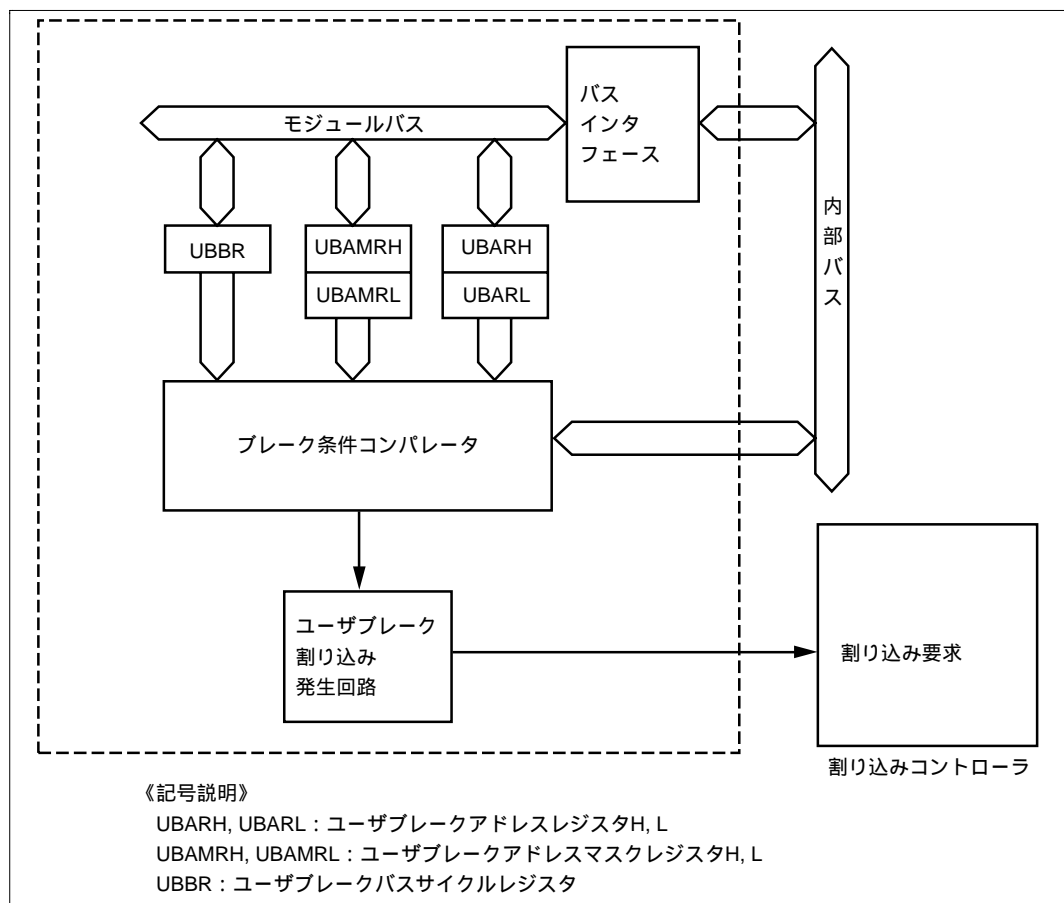 モジュールバス
バス
インタ
フェース
内部バス
UBBR
UBAMRH
UBAMRL
UBARH
UBARL
ブレーク条件コンパレータ
ユーザブレーク
割り込み
発生回路
割り込み要求
割り込みコントローラ
《記号説明》
UBARH, UBARL：ユーザブレークアドレスレジスタH, L
UBAMRH, UBAMRL：ユーザブレークアドレスマスクレジスタH, L
UBBR：ユーザブレークバスサイクルレジスタ